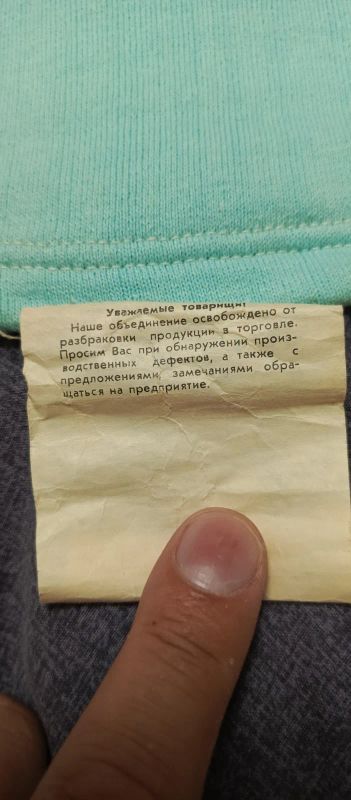 Уважаемые товарищи!
Наше объединение освобождено от
разбраковки продукции в торговле.
Просим Вас при обнаружении произ-
водственных дефектов, а также с
предложениями, замечаниями обра-
щаться на предприятие.